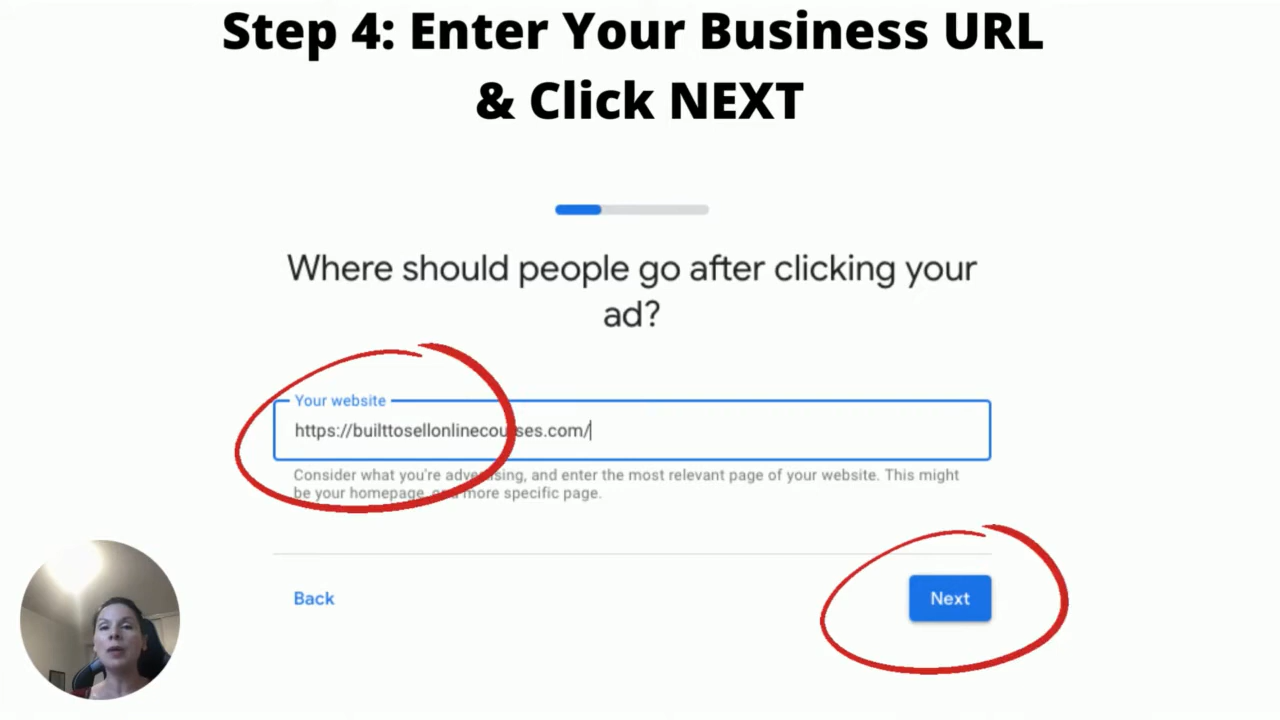 Step 4: Enter Your Business URL
& Click NEXT
Where should people go after clicking your
ad?
Your website
https://builttosellonlinecourses.com/
Consider what you're advertising, and enter the most relevant page of your website. This might
be your homepage, or a more specific page.
Back
Next